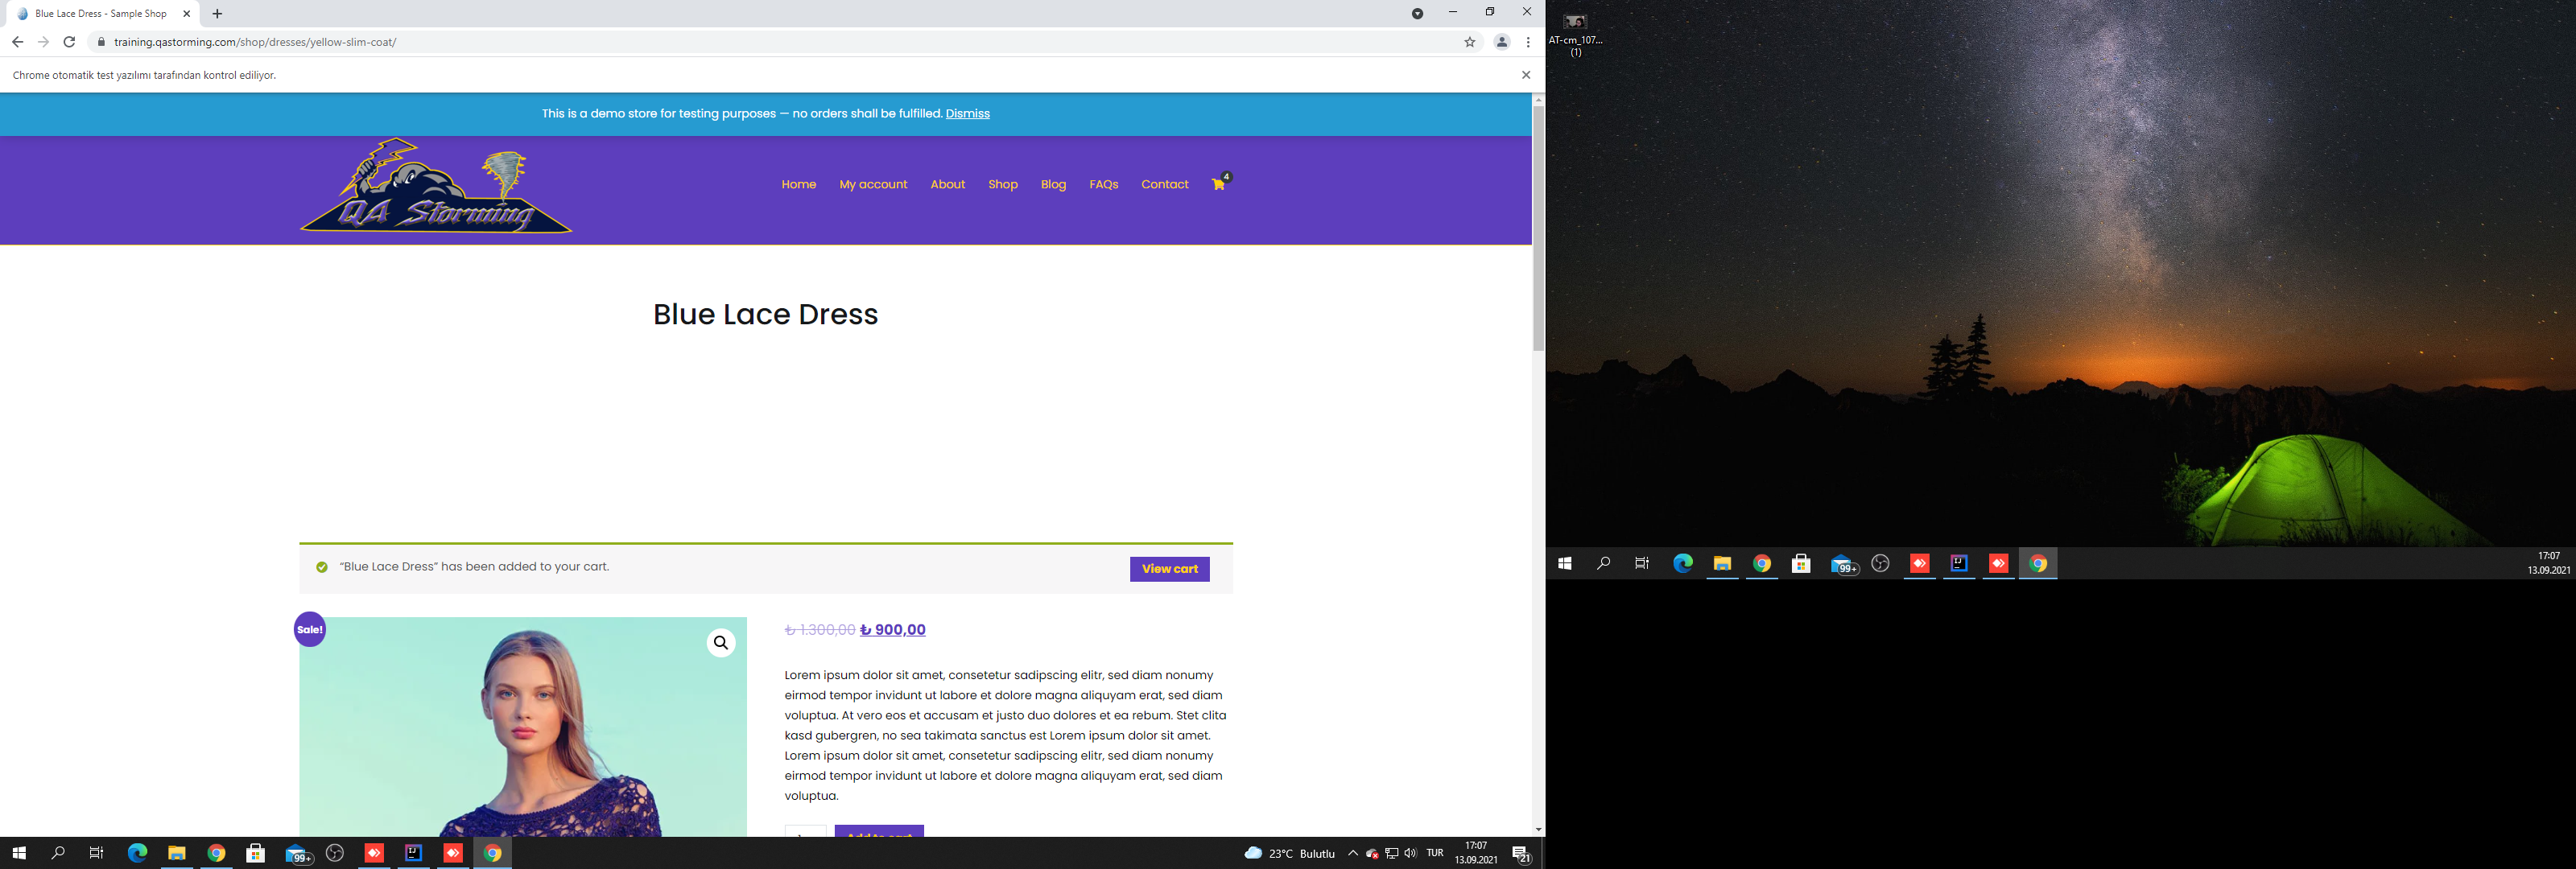 Blue Lace Dress - Sample Shop
training.qastorming.com/shop/dresses/yellow-slim-coat/
Chrome otomatik test yazılımı tarafından kontrol ediliyor.
This is a demo store for testing purposes — no orders shall be fulfilled. Dismiss
QA Storming
Home My account About Shop Blog FAQs Contact 4
Blue Lace Dress
“Blue Lace Dress” has been added to your cart.
View cart
Sale!
₺ 1.300,00 ₺ 900,00
Lorem ipsum dolor sit amet, consetetur sadipscing elitr, sed diam nonumy
eirmod tempor invidunt ut labore et dolore magna aliquyam erat, sed diam
voluptua. At vero eos et accusam et justo duo dolores et ea rebum. Stet clita
kasd gubergren, no sea takimata sanctus est Lorem ipsum dolor sit amet.
Lorem ipsum dolor sit amet, consetetur sadipscing elitr, sed diam nonumy
eirmod tempor invidunt ut labore et dolore magna aliquyam erat, sed diam
voluptua.
Add to cart
99+
IJ
23°C Bulutlu
TUR
17:07
13.09.2021
21
AT-cm_107...
(1)
99+
IJ
17:07
13.09.2021